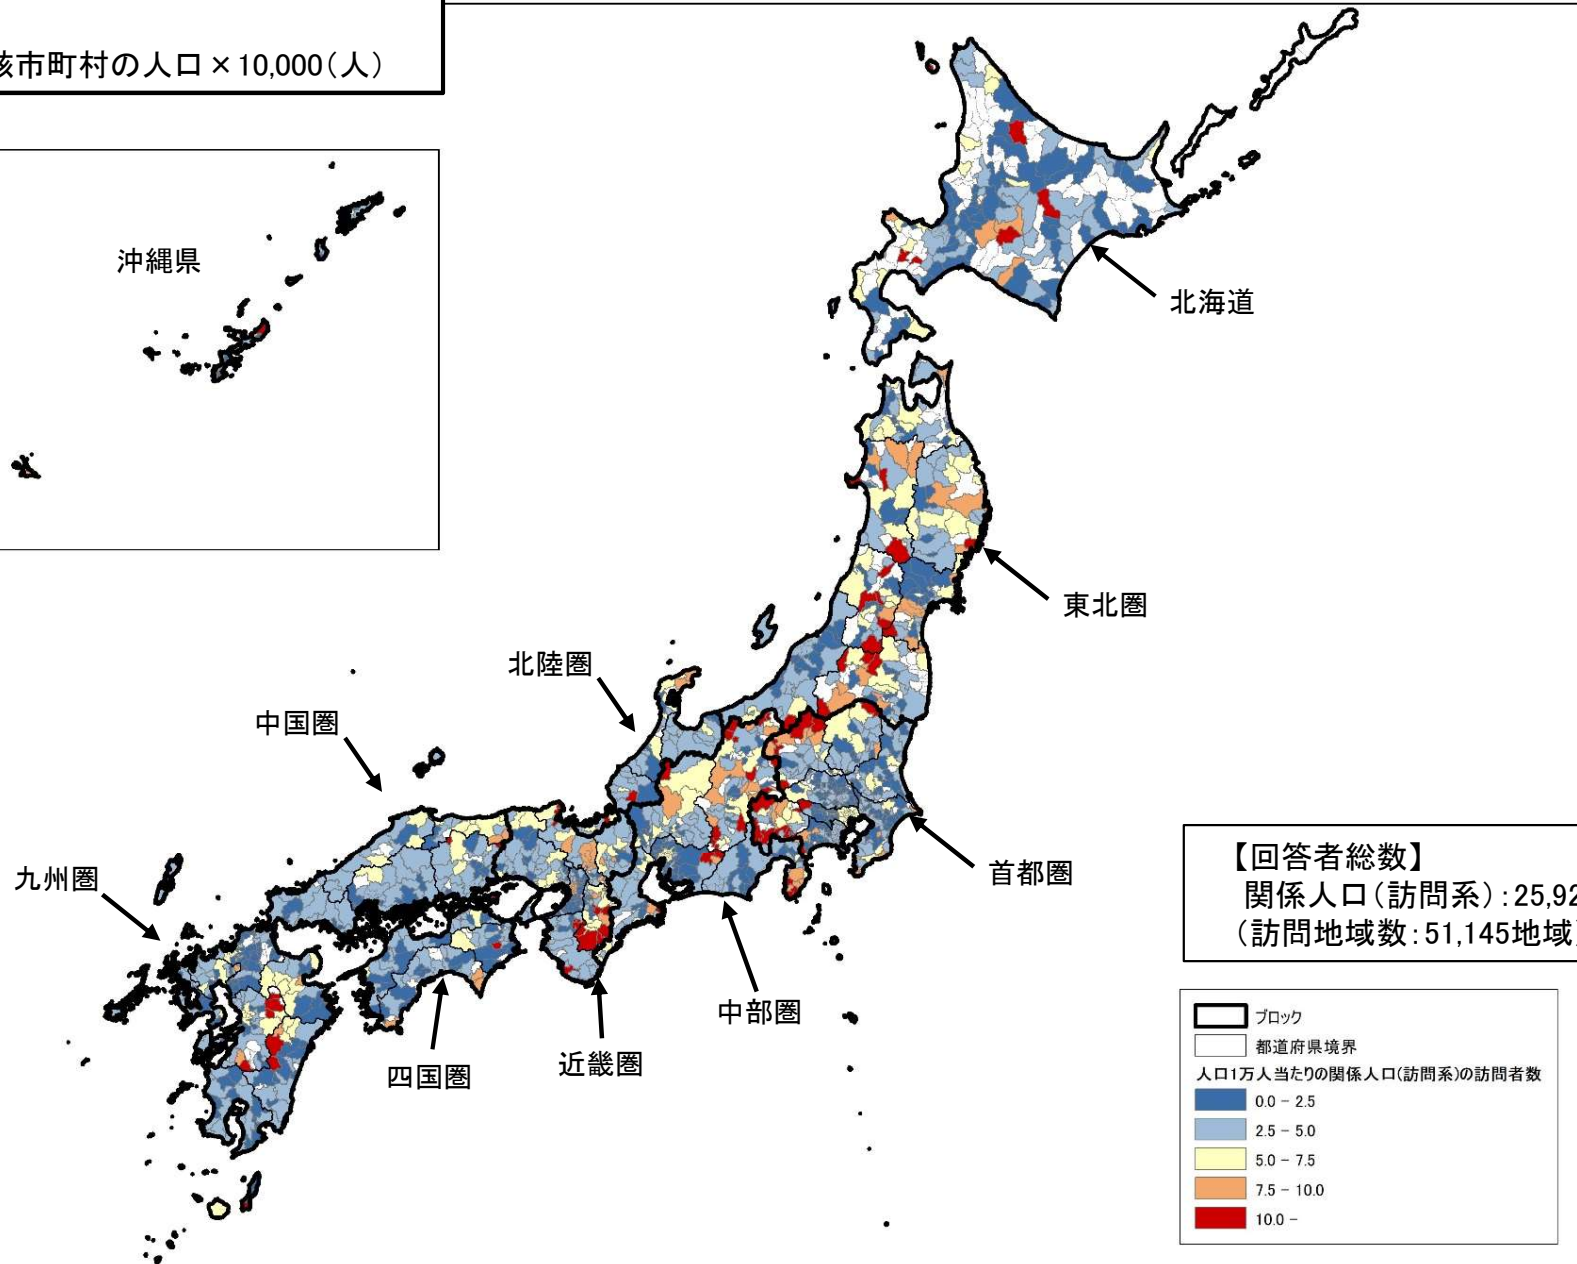 該市町村の人口×10,000(人)
沖縄県
北海道
東北圏
北陸圏
中国圏
首都圏
九州圏
中部圏
四国圏
近畿圏
【回答者総数】
関係人口(訪問系):25,92
(訪問地域数:51,145地域
ブロック
都道府県境界
人口1万人当たりの関係人口(訪問系)の訪問者数
0.0 - 2.5
2.5 - 5.0
5.0 - 7.5
7.5 - 10.0
10.0 -